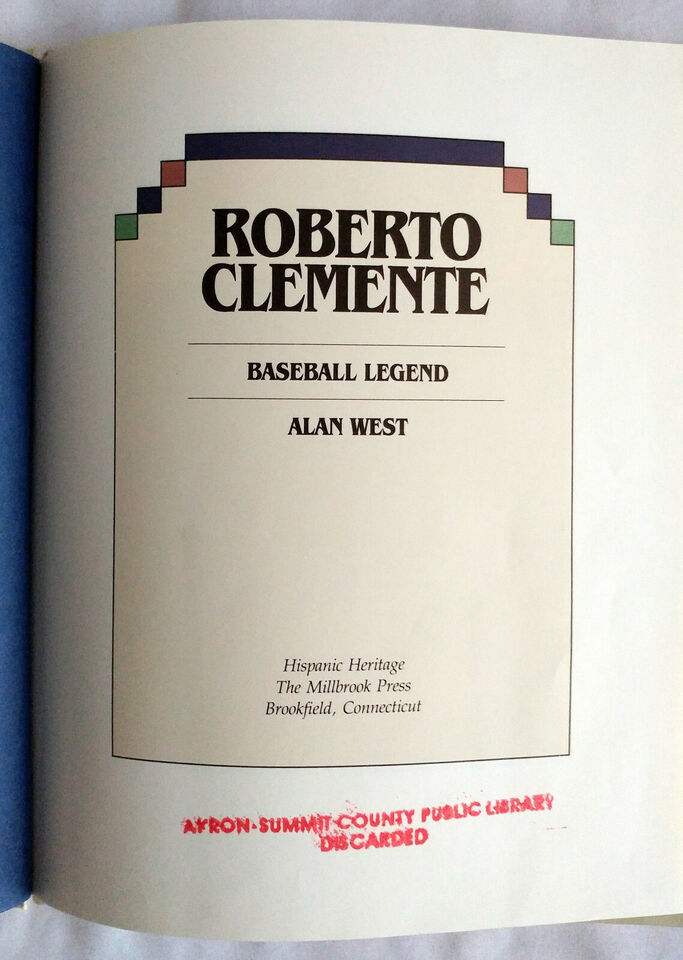 ROBERTO
CLEMENTE
BASEBALL LEGEND
ALAN WEST
Hispanic Heritage
The Millbrook Press
Brookfield, Connecticut
AKRON-SUMMIT COUNTY PUBLIC LIBRARY
DISCARDED